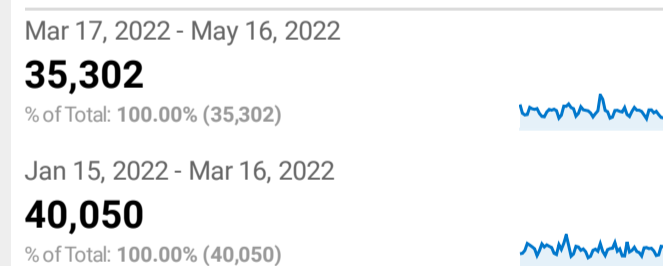 Mar 17, 2022 - May 16, 2022
35,302
% of Total: 100.00% (35,302)
Jan 15, 2022 - Mar 16, 2022
40,050
% of Total: 100.00% (40,050)